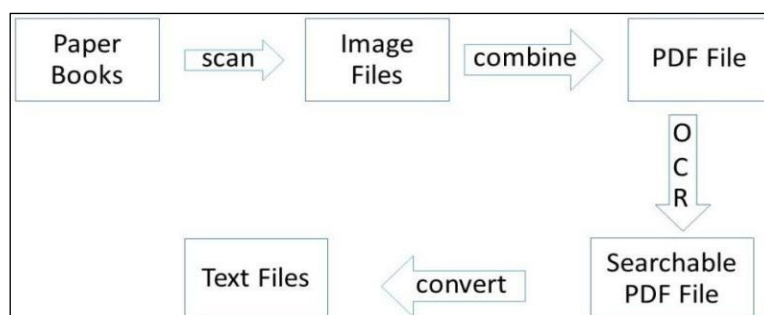 Paper
Books
scan
Image
Files
combine
PDF File
O
C
R
Searchable
PDF File
convert
Text Files